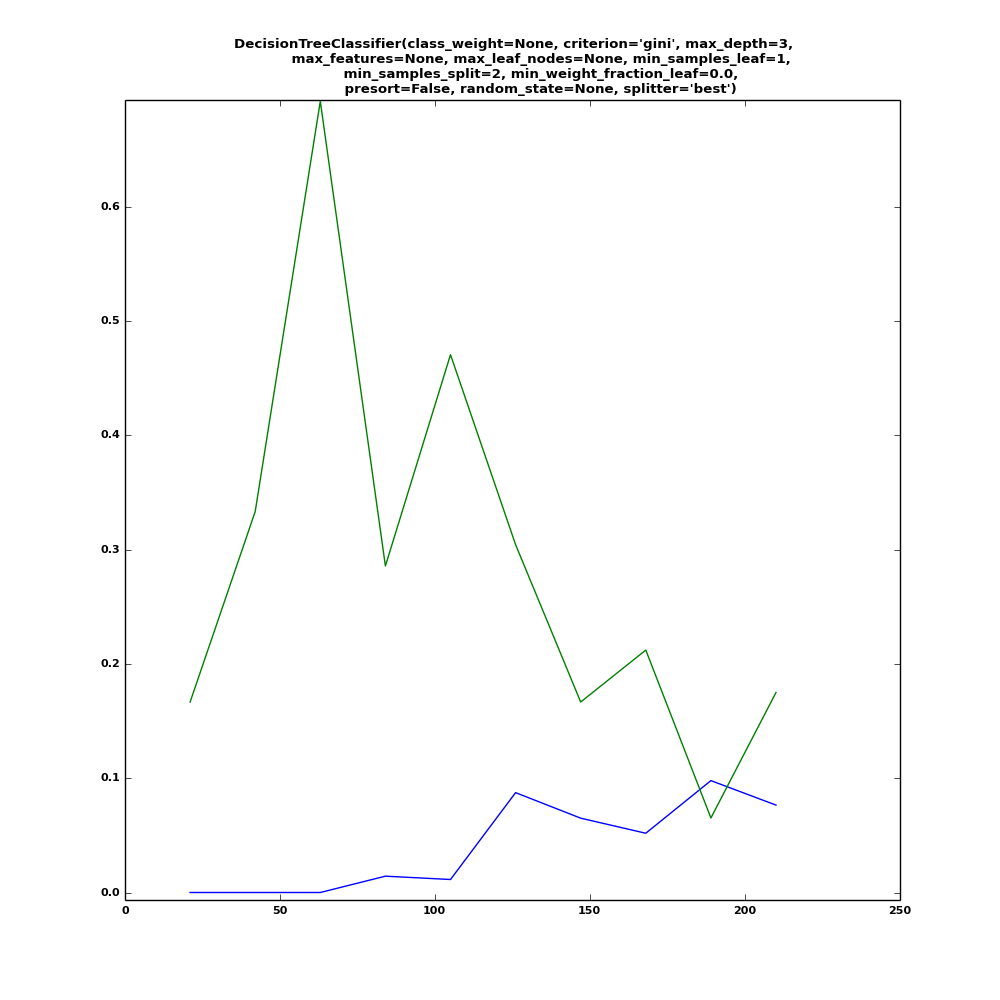 DecisionTreeClassifier(class_weight=None, criterion='gini', max_depth=3,
max_features=None, max_leaf_nodes=None, min_samples_leaf=1,
min_samples_split=2, min_weight_fraction_leaf=0.0,
presort=False, random_state=None, splitter='best')
0.6
0.5
0.4
0.3
0.2
0.1
0.0
0 50 100 150 200 250